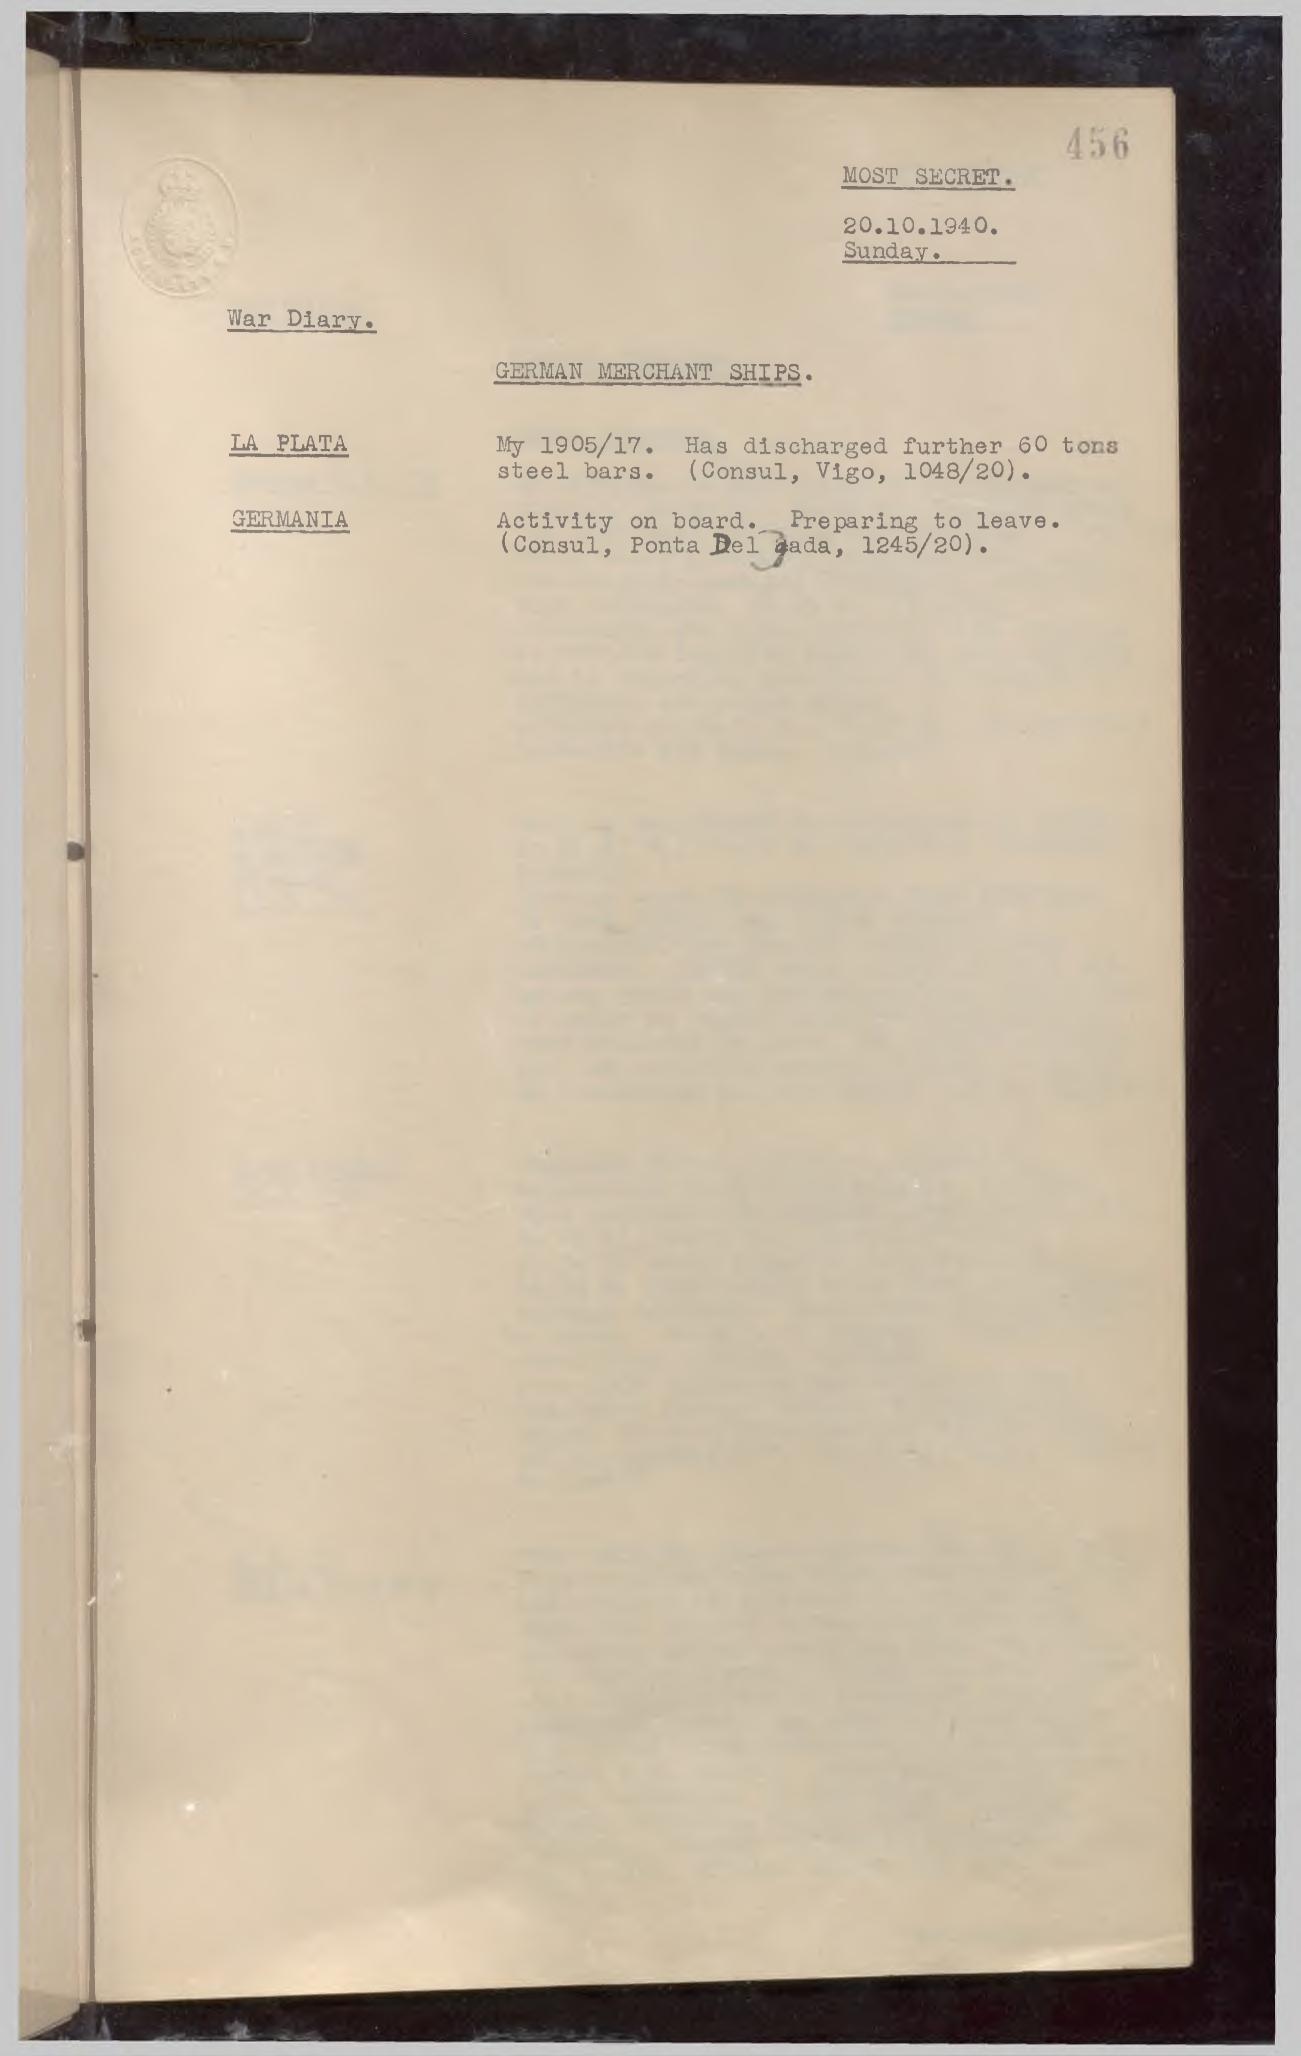 456
MOST SECRET.
20.10.1940.
Sunday.
War Diary.
GERMAN MERCHANT SHIPS.
LA PLATA My 1905/17. Has discharged further 60 tons
steel bars. (Consul, Vigo, 1048/20).
GERMANIA Activity on board. Preparing to leave.
(Consul, Ponta Del gada, 1245/20).